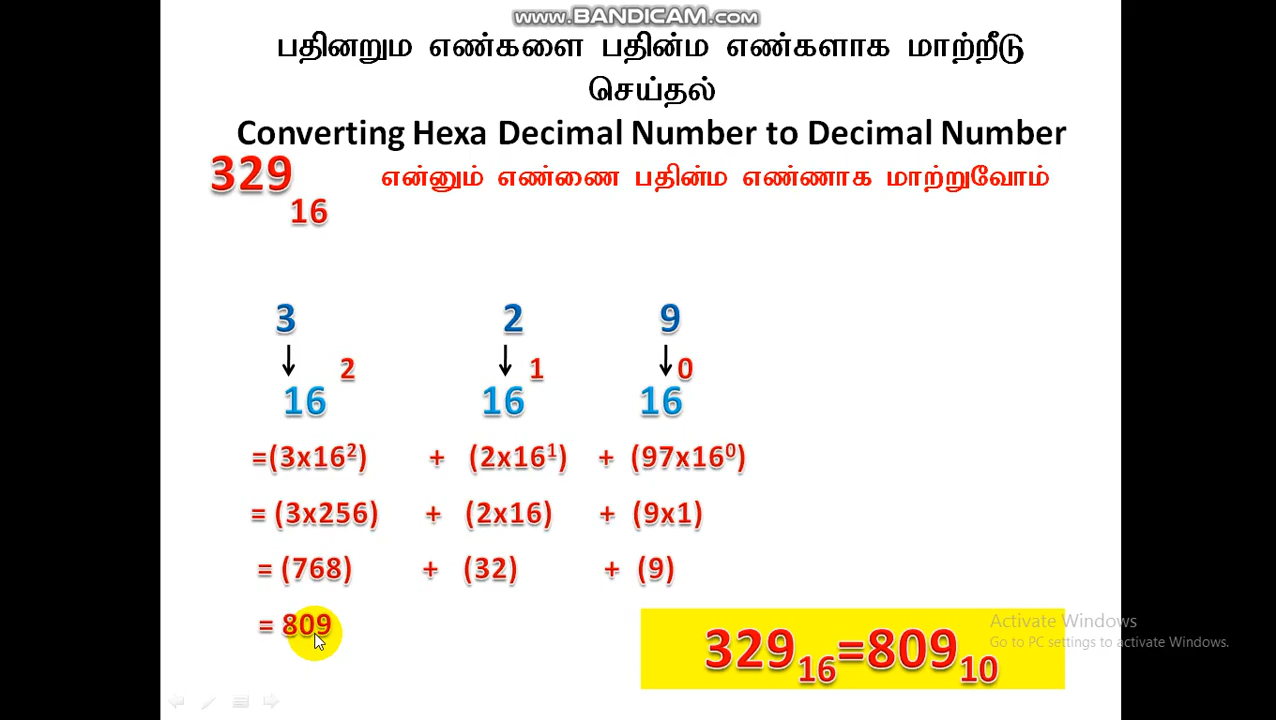 www.BANDICAM.com
பதினறும எண்களை பதின்ம எண்களாக மாற்றீடு
செய்தல்
Converting Hexa Decimal Number to Decimal Number
329₁₆ என்னும் எண்ணை பதின்ம எண்ணாக மாற்றுவோம்
3 2 9
2 1 0
16 16 16
=(3x16²) + (2x16¹) + (97x16⁰)
= (3x256) + (2x16) + (9x1)
= (768) + (32) + (9)
= 809
329₁₆=809₁₀
Activate Windows
Go to PC settings to activate Windows.